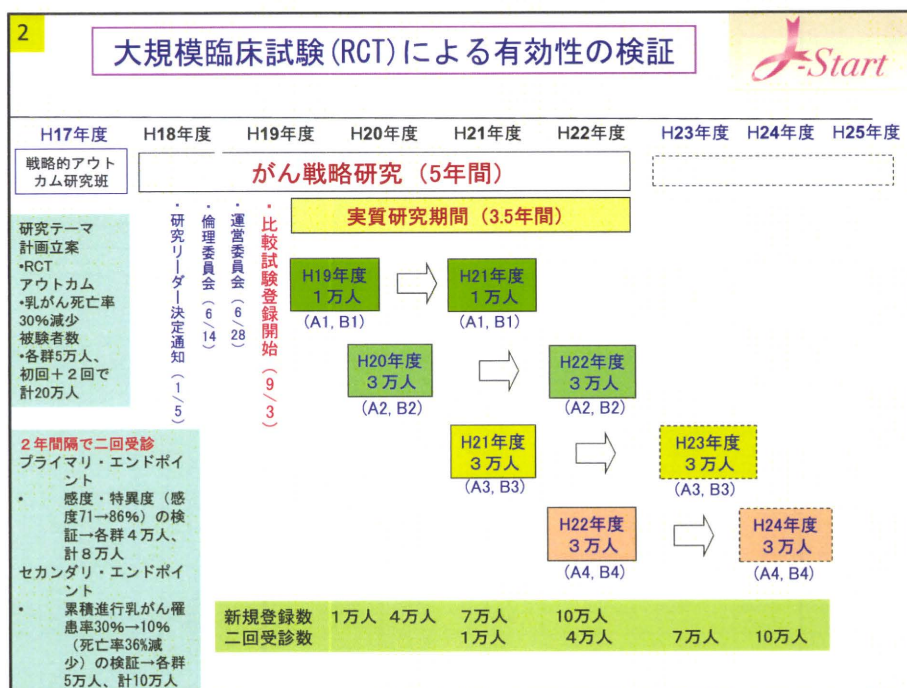 2
大規模臨床試験(RCT)による有効性の検証
J-Start
H17年度 H18年度 H19年度 H20年度 H21年度 H22年度 H23年度 H24年度 H25年度
戦略的アウト
カム研究班
がん戦略研究（5年間）
実質研究期間（3.5年間）
研究テーマ
計画立案
•RCT
アウトカム
•乳がん死亡率
30%減少
被験者数
•各群5万人、
初回＋２回で
計20万人
・研究リーダー決定通知（1/5）
・倫理委員会（6/14）
・運営委員会（6/28）
・比較試験登録開始（9/3）
H19年度
１万人
(A1, B1)
H21年度
１万人
(A1, B1)
H20年度
３万人
(A2, B2)
H22年度
３万人
(A2, B2)
H21年度
３万人
(A3, B3)
H23年度
３万人
(A3, B3)
H22年度
３万人
(A4, B4)
H24年度
３万人
(A4, B4)
２年間隔で二回受診
プライマリ・エンドポイ
ント
• 感度・特異度（感
度71→86%）の検
証→各群４万人、
計８万人
セカンダリ・エンドポイ
ント
• 累積進行乳がん罹
患率30%→10%
（死亡率36%減
少）の検証→各群
5万人、計10万人
新規登録数 1万人 4万人 7万人 10万人
二回受診数 1万人 4万人 7万人 10万人